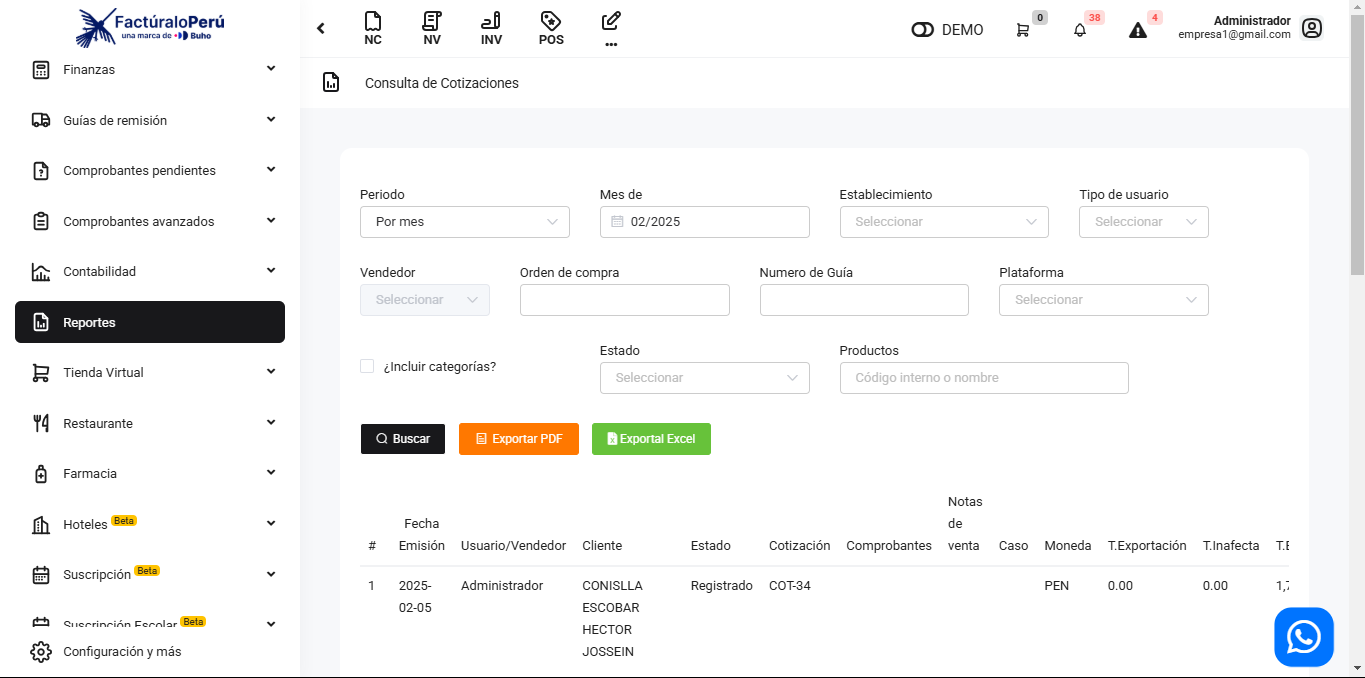 FactúraloPerú
una marca de Buho
NC
NV
INV
POS
...
DEMO
0
38
4
Administrador
empresa1@gmail.com
Finanzas
Guías de remisión
Comprobantes pendientes
Comprobantes avanzados
Contabilidad
Reportes
Tienda Virtual
Restaurante
Farmacia
Hoteles Beta
Suscripción Beta
Suscripción Escolar Beta
Configuración y más
Consulta de Cotizaciones
Periodo
Por mes
Mes de
02/2025
Establecimiento
Seleccionar
Tipo de usuario
Seleccionar
Vendedor
Seleccionar
Orden de compra
Numero de Guía
Plataforma
Seleccionar
¿Incluir categorías?
Estado
Seleccionar
Productos
Código interno o nombre
Buscar
Exportar PDF
Exportal Excel
# Fecha Emisión Usuario/Vendedor Cliente Estado Cotización Comprobantes Notas de venta Caso Moneda T.Exportación T.Inafecta
1 2025-02-05 Administrador CONISLLA ESCOBAR HECTOR JOSSEIN Registrado COT-34 PEN 0.00 0.00